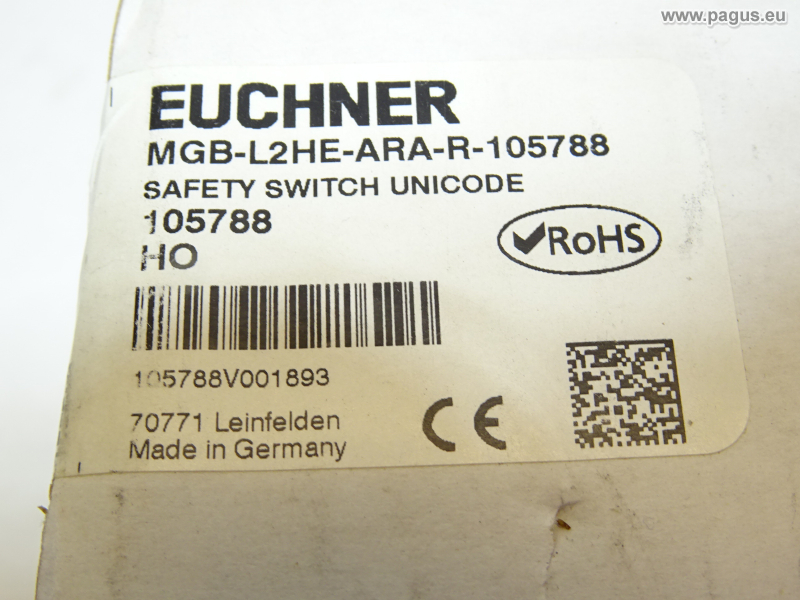 www.pagus.eu
EUCHNER
MGB-L2HE-ARA-R-105788
SAFETY SWITCH UNICODE
105788
HO
RoHS
105788V001893
70771 Leinfelden
Made in Germany
CE